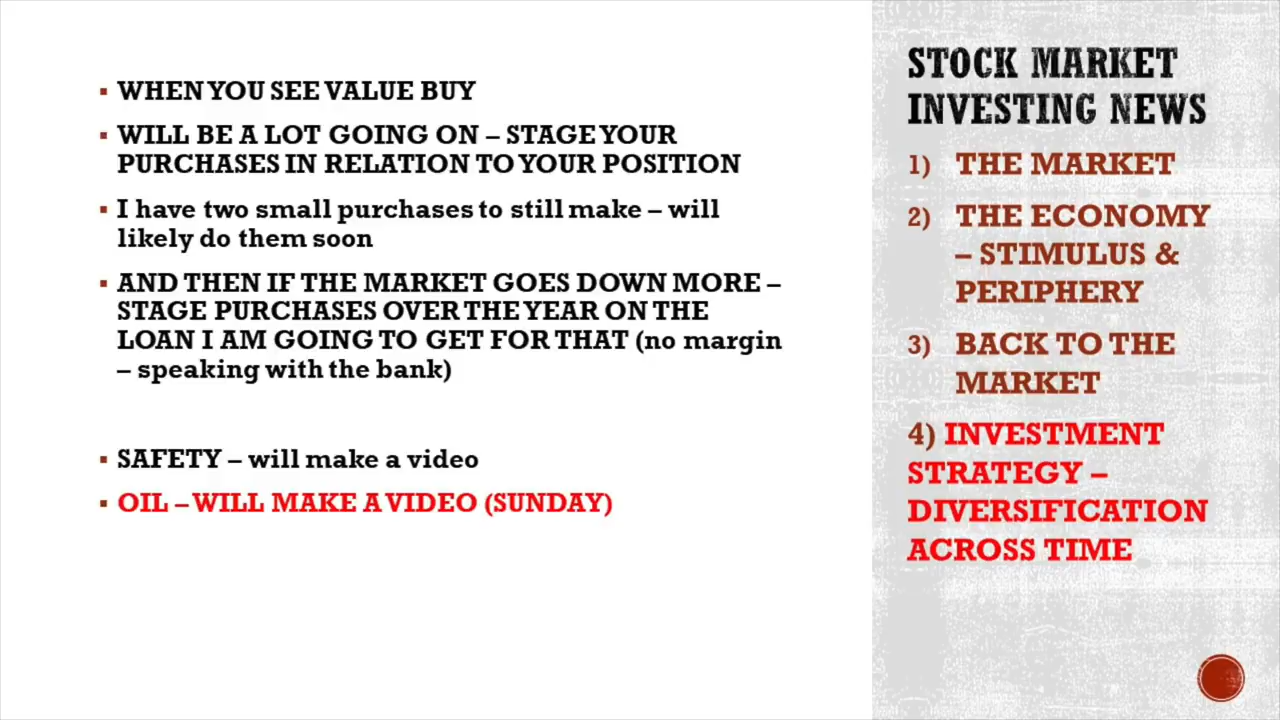 ▪ WHEN YOU SEE VALUE BUY
▪ WILL BE A LOT GOING ON – STAGE YOUR
PURCHASES IN RELATION TO YOUR POSITION
▪ I have two small purchases to still make – will
likely do them soon
▪ AND THEN IF THE MARKET GOES DOWN MORE –
STAGE PURCHASES OVER THE YEAR ON THE
LOAN I AM GOING TO GET FOR THAT (no margin
– speaking with the bank)
▪ SAFETY – will make a video
▪ OIL – WILL MAKE A VIDEO (SUNDAY)
STOCK MARKET
INVESTING NEWS
1) THE MARKET
2) THE ECONOMY
– STIMULUS &
PERIPHERY
3) BACK TO THE
MARKET
4) INVESTMENT
STRATEGY –
DIVERSIFICATION
ACROSS TIME